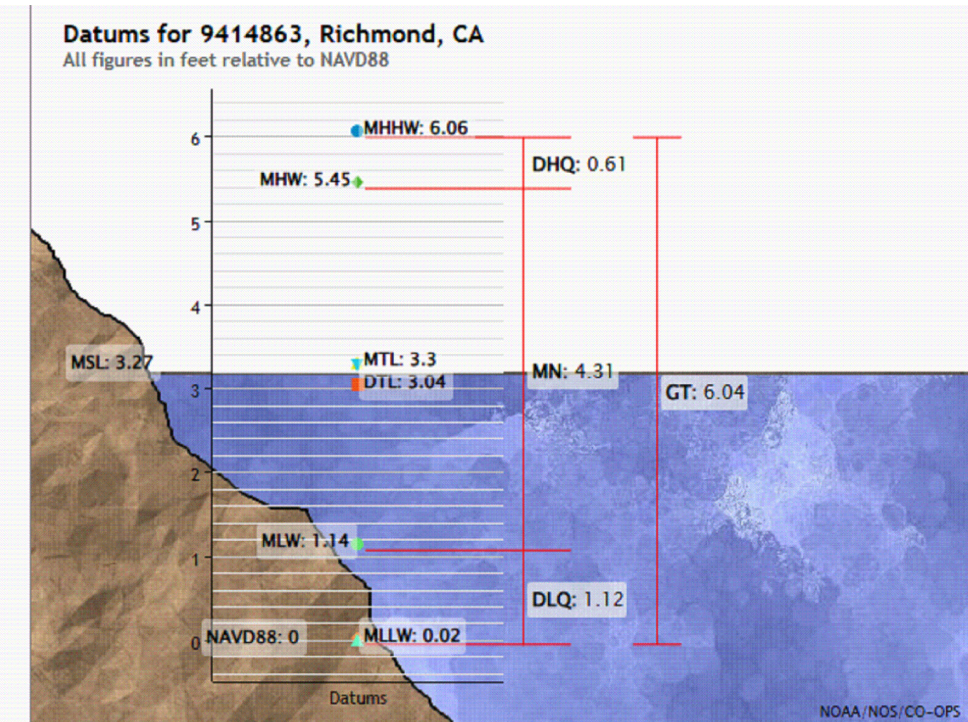 Datums for 9414863, Richmond, CA
All figures in feet relative to NAVD88
6
MHHW: 6.06
DHQ: 0.61
MHW: 5.45
5
4
MSL: 3.27
MTL: 3.3
MN: 4.31
3
DTL: 3.04
GT: 6.04
2
MLW: 1.14
1
DLQ: 1.12
0
NAVD88: 0
MLLW: 0.02
Datums
NOAA/NOS/CO-OPS